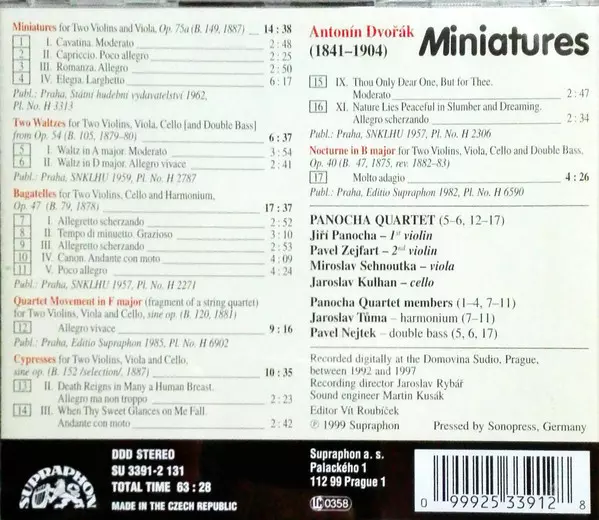 Miniatures for Two Violins and Viola, Op. 75a (B. 149, 1887) 14 : 38
1 I. Cavatina. Moderato 2 : 48
2 II. Capriccio. Poco allegro 2 : 25
3 III. Romanza. Allegro 2 : 50
4 IV. Elegia. Larghetto 6 : 17
Publ.: Praha, Státní hudební vydavatelství 1962,
Pl. No. H 3313
Two Waltzes for Two Violins, Viola, Cello [and Double Bass]
from Op. 54 (B. 105, 1879–80) 6 : 37
5 I. Waltz in A major. Moderato 3 : 54
6 II. Waltz in D major. Allegro vivace 2 : 41
Publ.: Praha, SNKLHU 1959, Pl. No. H 2787
Bagatelles for Two Violins, Cello and Harmonium,
Op. 47 (B. 79, 1878) 17 : 37
7 I. Allegretto scherzando 2 : 52
8 II. Tempo di minuetto. Grazioso 3 : 10
9 III. Allegretto scherzando 2 : 53
10 IV. Canon. Andante con moto 4 : 09
11 V. Poco allegro 4 : 24
Publ.: Praha, SNKLHU 1957, Pl. No. H 2271
Quartet Movement in F major (fragment of a string quartet)
for Two Violins, Viola and Cello, sine op. (B. 120, 1881)
12 Allegro vivace 9 : 16
Publ.: Praha, Editio Supraphon 1985, Pl. No. H 6902
Cypresses for Two Violins, Viola and Cello,
sine op. (B. 152 /selection/, 1887) 10 : 35
13 II. Death Reigns in Many a Human Breast.
Allegro ma non troppo 2 : 23
14 III. When Thy Sweet Glances on Me Fall.
Andante con moto 2 : 42
Antonín Dvořák
(1841–1904)
Miniatures
15 IX. Thou Only Dear One, But for Thee.
Moderato 2 : 47
16 XI. Nature Lies Peaceful in Slumber and Dreaming.
Allegro scherzando 2 : 34
Publ.: Praha, SNKLHU 1957, Pl. No. H 2306
Nocturne in B major for Two Violins, Viola, Cello and Double Bass,
Op. 40 (B. 47, 1875, rev. 1882–83)
17 Molto adagio 4 : 26
Publ.: Praha, Editio Supraphon 1982, Pl. No. H 6590
PANOCHA QUARTET (5–6, 12–17)
Jiří Panocha – 1st violin
Pavel Zejfart – 2nd violin
Miroslav Sehnoutka – viola
Jaroslav Kulhan – cello
Panocha Quartet members (1–4, 7–11)
Jaroslav Tůma – harmonium (7–11)
Pavel Nejtek – double bass (5, 6, 17)
Recorded digitally at the Domovina Sudio, Prague,
between 1992 and 1997
Recording director Jaroslav Rybář
Sound engineer Martin Kusák
Editor Vít Roubíček
℗ 1999 Supraphon Pressed by Sonopress, Germany
SUPRAPHON
DDD STEREO
SU 3391-2 131
TOTAL TIME 63 : 28
MADE IN THE CZECH REPUBLIC
Supraphon a. s.
Palackého 1
112 99 Prague 1
LC 0358
0 99925 33912 8